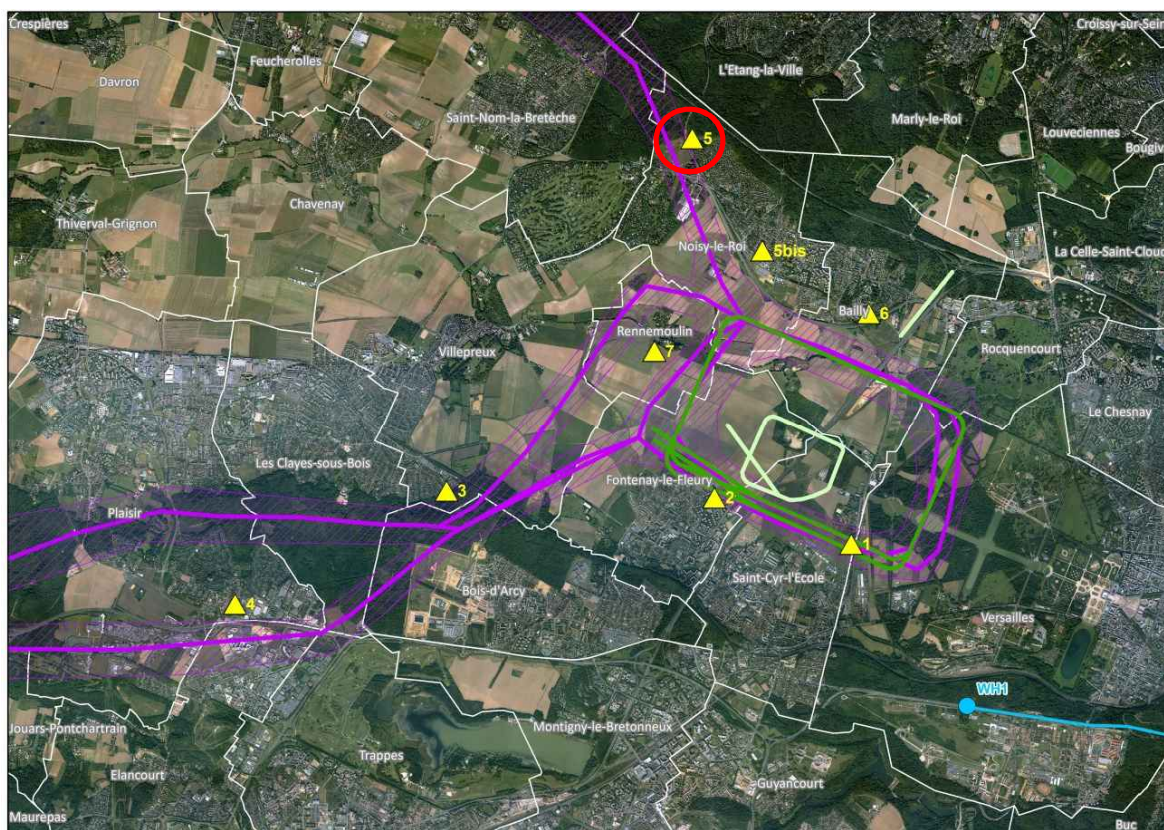 Crespières
Croissy-sur-Sein
L'Etang-la-Ville
Feucherolles
Davron
Saint-Nom-la-Bretèche
Marly-le-Roi
Louveciennes
5
Bougiv
Chavenay
Thiverval-Grignon
Noisy-le-Roi
5bis
La Celle-Saint-Cloud
Bailly
6
Rennemoulin
Villepreux
7
Rocquencourt
Le Chesnay
Les Clayes-sous-Bois
Fontenay-le-Fleury
3
2
Plaisir
1
Saint-Cyr-l'Ecole
Bois-d'Arcy
4
Versailles
WH1
Jouars-Pontchartrain
Montigny-le-Bretonneux
Trappes
Elancourt
Guyancourt
Maurepas
Buc